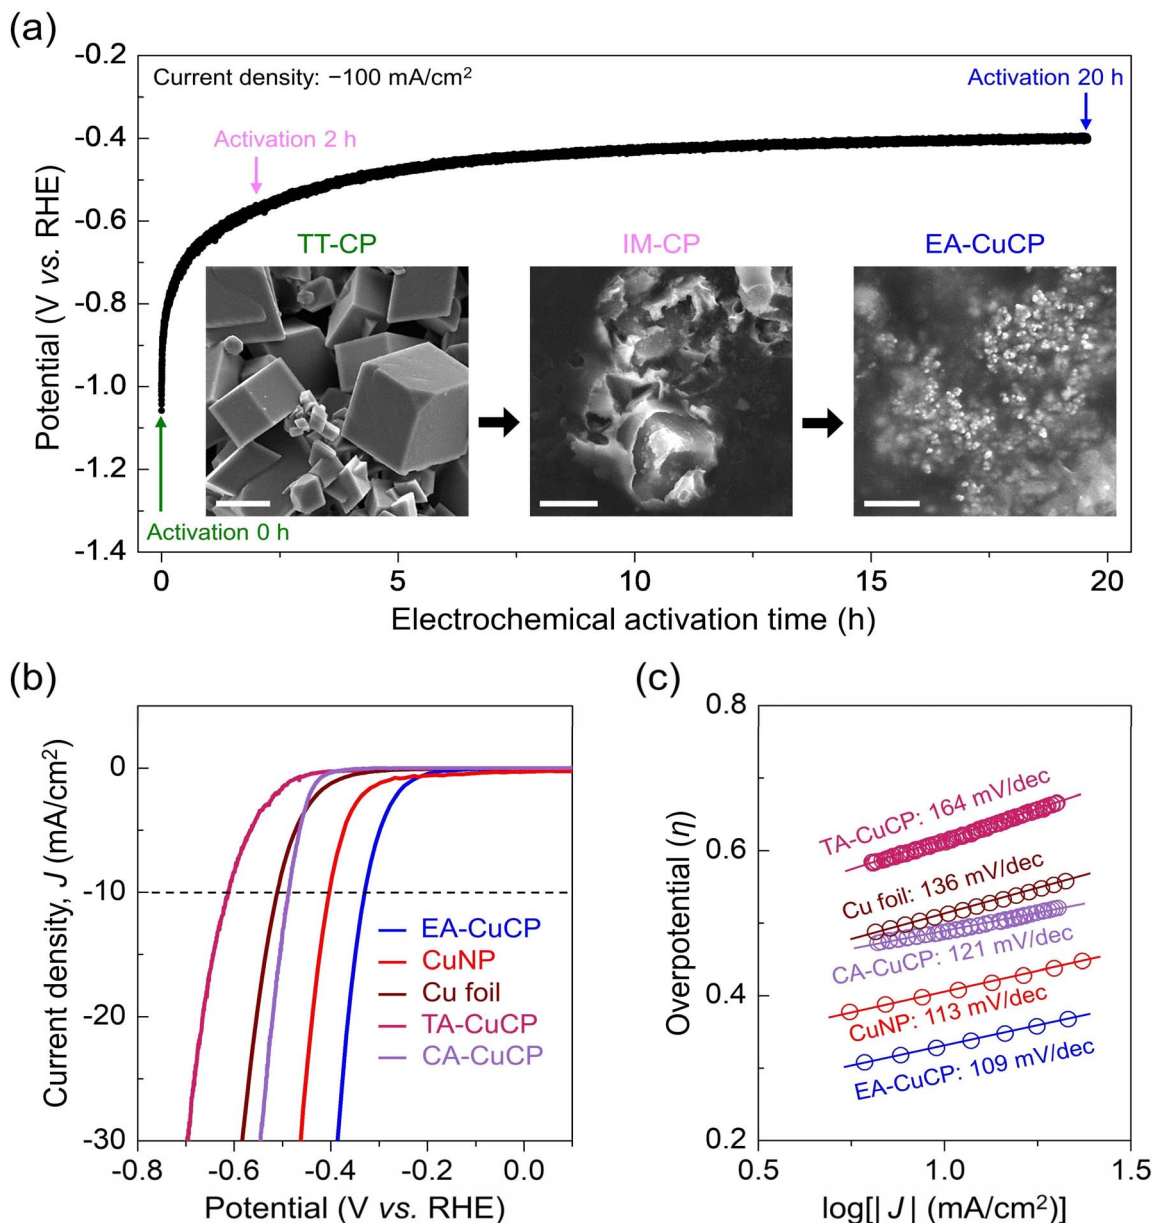 (a)
-0.2
-0.4
-0.6
-0.8
-1.0
-1.2
-1.4
Potential (V vs. RHE)
Current density: −100 mA/cm²
Activation 20 h
Activation 2 h
TT-CP
IM-CP
EA-CuCP
Activation 0 h
0
5
10
15
20
Electrochemical activation time (h)
(b)
0
-10
-20
-30
Current density, J (mA/cm²)
EA-CuCP
CuNP
Cu foil
TA-CuCP
CA-CuCP
-0.8
-0.6
-0.4
-0.2
0.0
Potential (V vs. RHE)
(c)
0.8
0.6
0.4
0.2
Overpotential (η)
TA-CuCP: 164 mV/dec
Cu foil: 136 mV/dec
CA-CuCP: 121 mV/dec
CuNP: 113 mV/dec
EA-CuCP: 109 mV/dec
0.5
1.0
1.5
log[| J | (mA/cm²)]